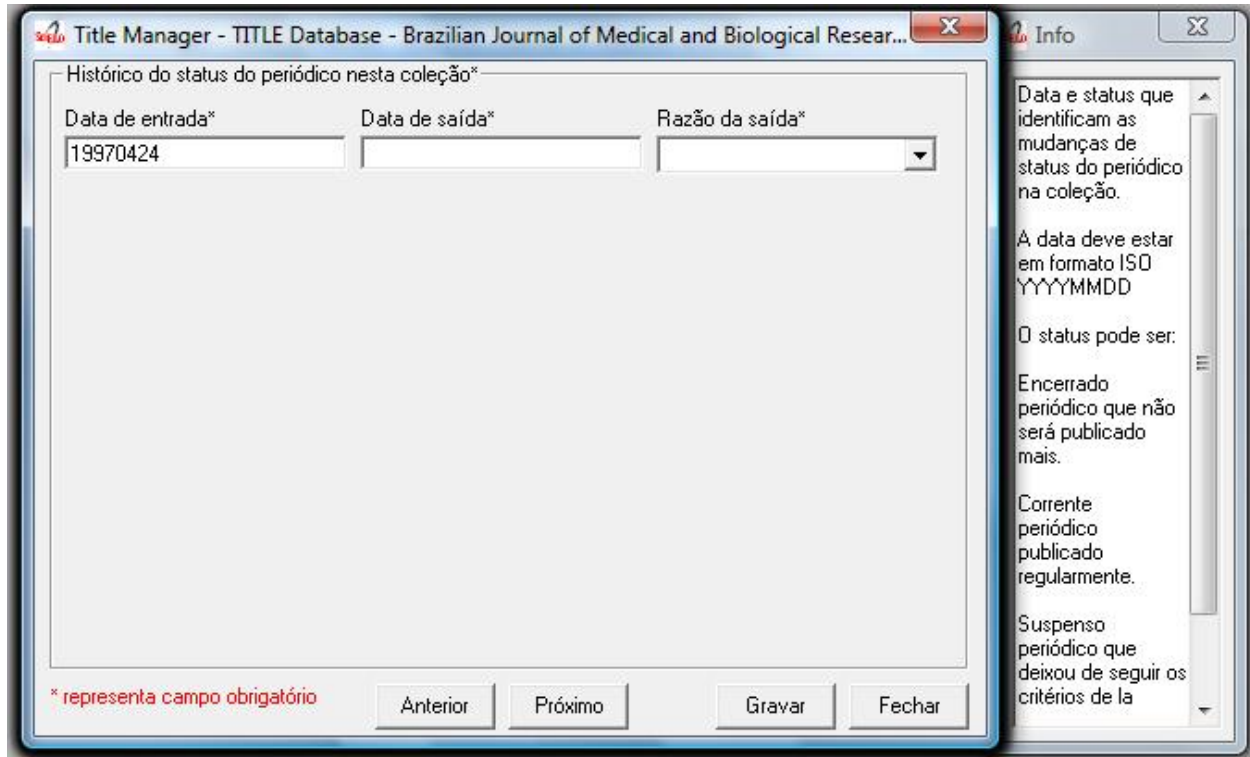 Title Manager - TITLE Database - Brazilian Journal of Medical and Biological Resear...
Histórico do status do periódico nesta coleção*
Data de entrada*
Data de saída*
Razão da saída*
19970424
* representa campo obrigatório
Anterior
Próximo
Gravar
Fechar
Info
Data e status que
identificam as
mudanças de
status do periódico
na coleção.
A data deve estar
em formato ISO
YYYYMMDD
O status pode ser:
Encerrado
periódico que não
será publicado
mais.
Corrente
periódico
publicado
regularmente.
Suspenso
periódico que
deixou de seguir os
critérios de la